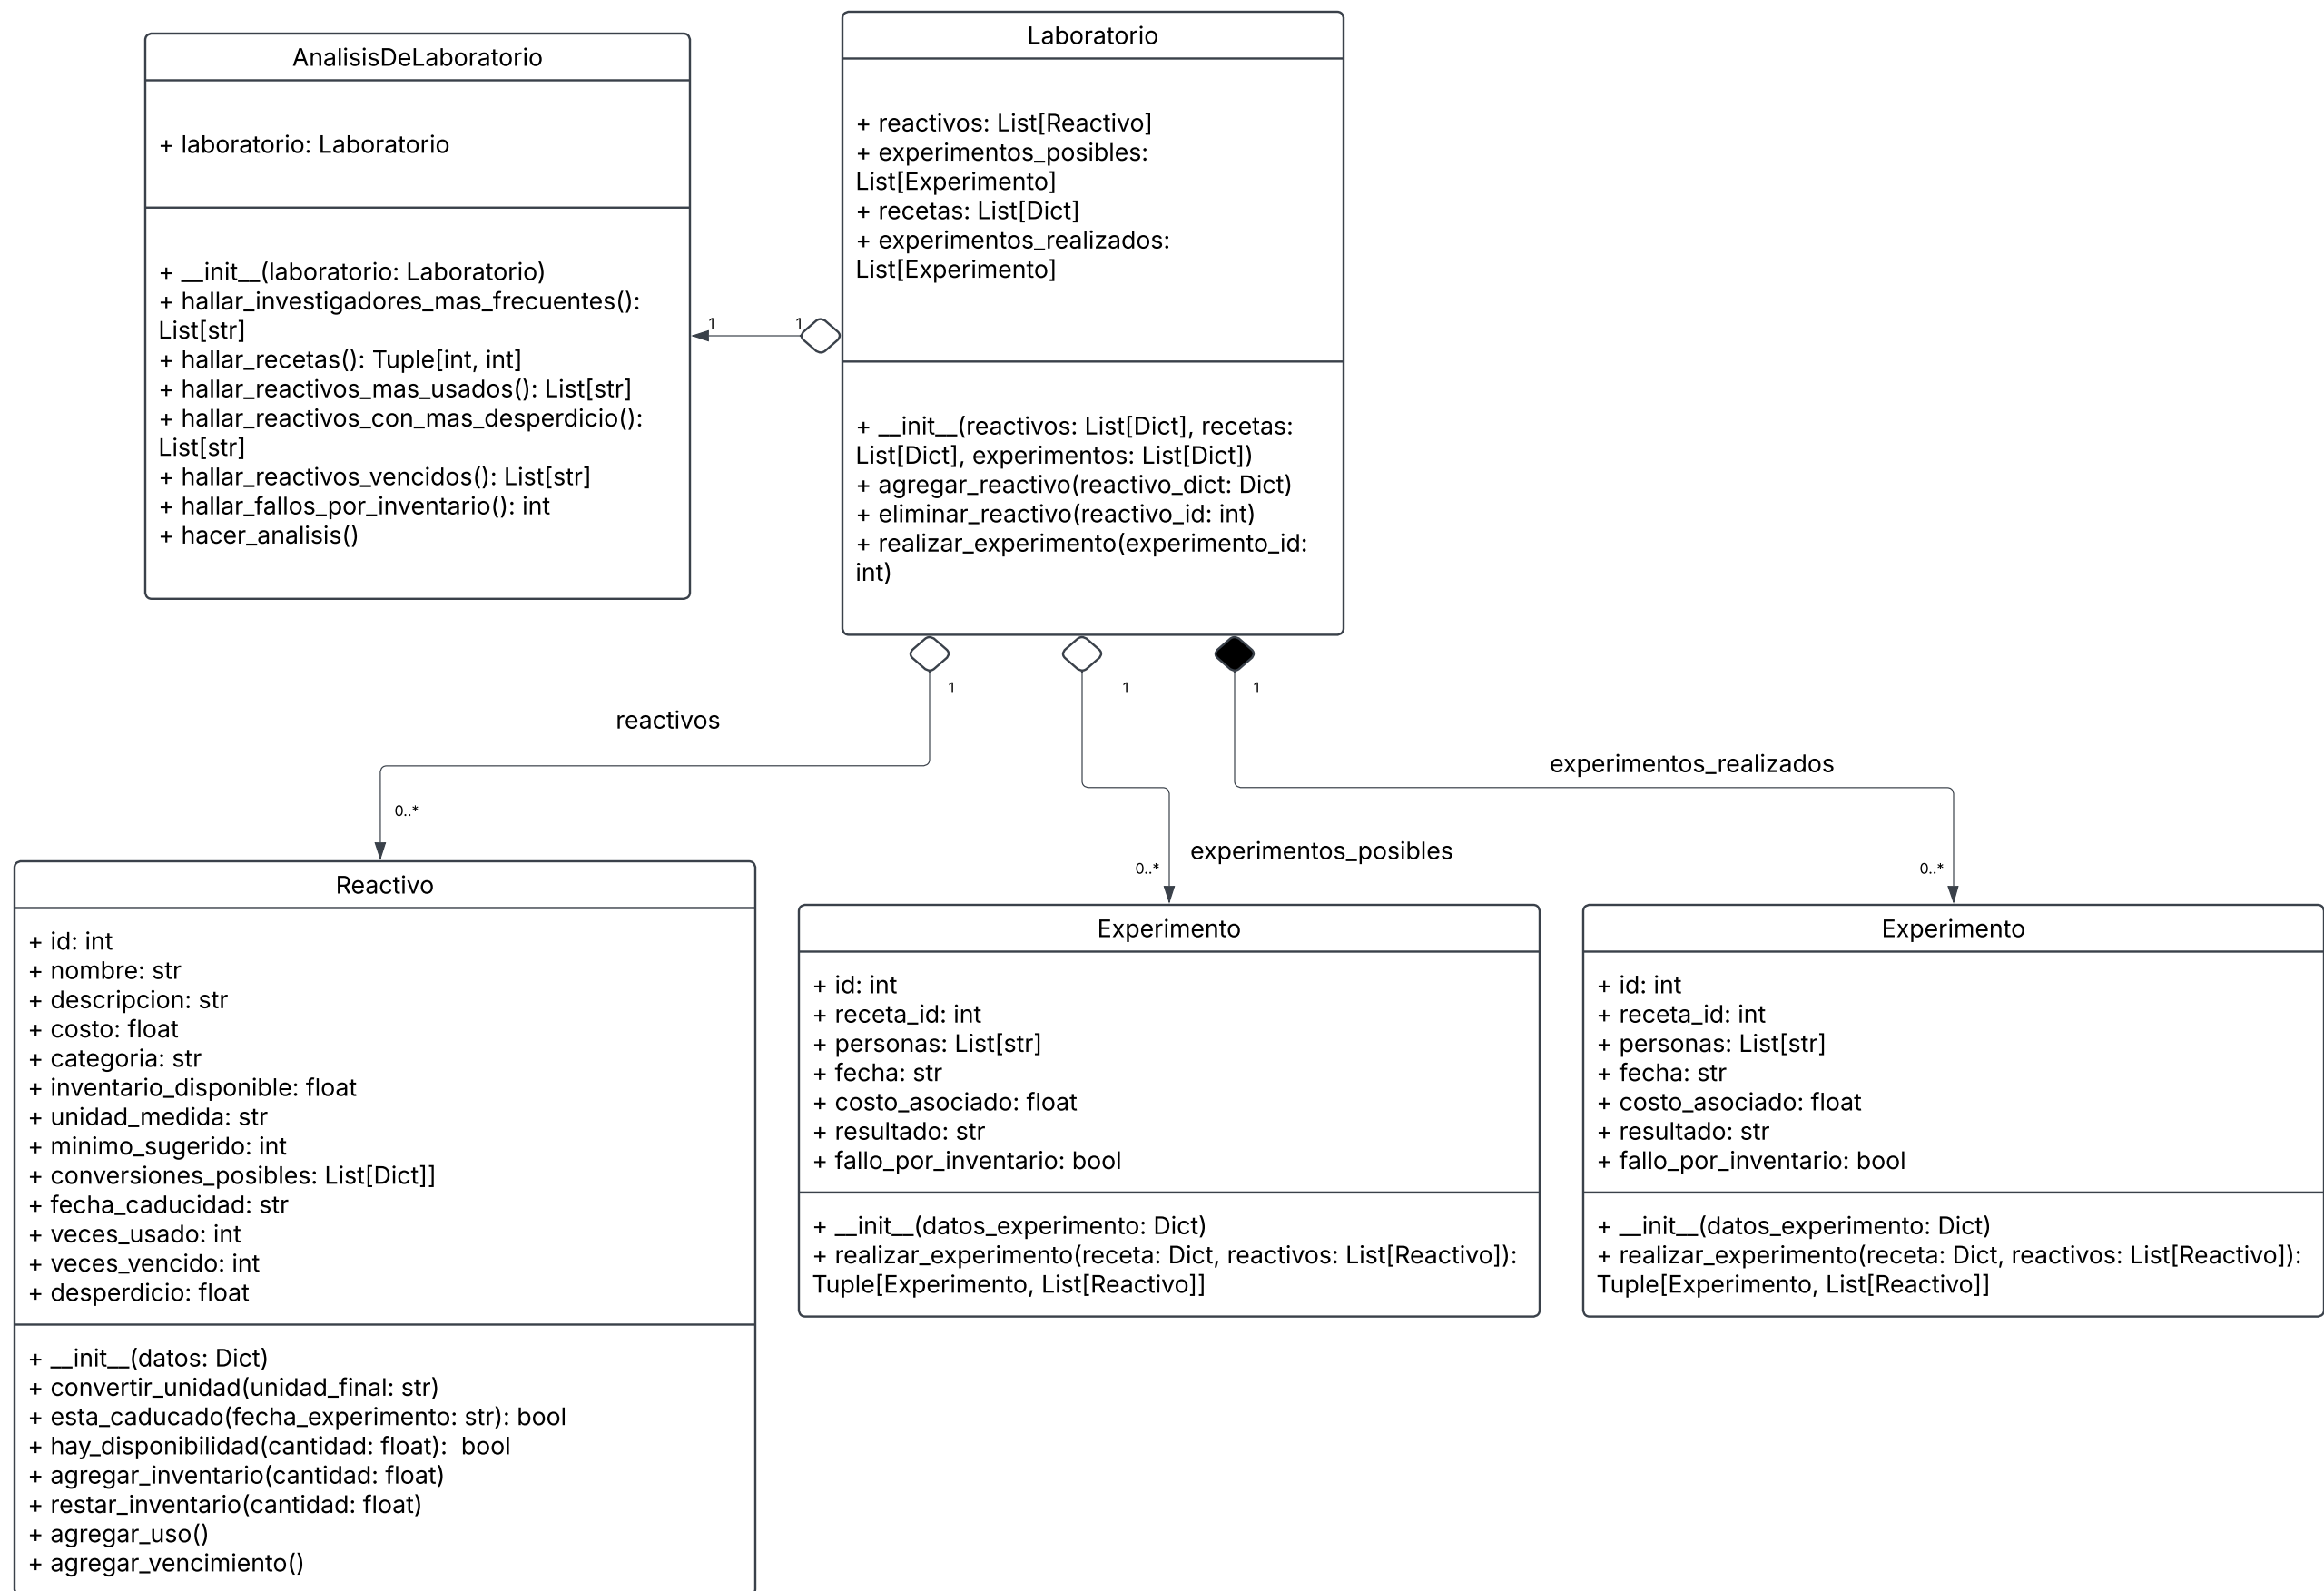 AnalisisDeLaboratorio
+ laboratorio: Laboratorio
+ __init__(laboratorio: Laboratorio)
+ hallar_investigadores_mas_frecuentes():
List[str]
+ hallar_recetas(): Tuple[int, int]
+ hallar_reactivos_mas_usados(): List[str]
+ hallar_reactivos_con_mas_desperdicio():
List[str]
+ hallar_reactivos_vencidos(): List[str]
+ hallar_fallos_por_inventario(): int
+ hacer_analisis()
1
1
Laboratorio
+ reactivos: List[Reactivo]
+ experimentos_posibles:
List[Experimento]
+ recetas: List[Dict]
+ experimentos_realizados:
List[Experimento]
+ __init__(reactivos: List[Dict], recetas:
List[Dict], experimentos: List[Dict])
+ agregar_reactivo(reactivo_dict: Dict)
+ eliminar_reactivo(reactivo_id: int)
+ realizar_experimento(experimento_id:
int)
1
1
1
reactivos
experimentos_realizados
0..*
experimentos_posibles
0..*
0..*
Reactivo
+ id: int
+ nombre: str
+ descripcion: str
+ costo: float
+ categoria: str
+ inventario_disponible: float
+ unidad_medida: str
+ minimo_sugerido: int
+ conversiones_posibles: List[Dict]]
+ fecha_caducidad: str
+ veces_usado: int
+ veces_vencido: int
+ desperdicio: float
+ __init__(datos: Dict)
+ convertir_unidad(unidad_final: str)
+ esta_caducado(fecha_experimento: str): bool
+ hay_disponibilidad(cantidad: float):  bool
+ agregar_inventario(cantidad: float)
+ restar_inventario(cantidad: float)
+ agregar_uso()
+ agregar_vencimiento()
Experimento
+ id: int
+ receta_id: int
+ personas: List[str]
+ fecha: str
+ costo_asociado: float
+ resultado: str
+ fallo_por_inventario: bool
+ __init__(datos_experimento: Dict)
+ realizar_experimento(receta: Dict, reactivos: List[Reactivo]):
Tuple[Experimento, List[Reactivo]]
Experimento
+ id: int
+ receta_id: int
+ personas: List[str]
+ fecha: str
+ costo_asociado: float
+ resultado: str
+ fallo_por_inventario: bool
+ __init__(datos_experimento: Dict)
+ realizar_experimento(receta: Dict, reactivos: List[Reactivo]):
Tuple[Experimento, List[Reactivo]]